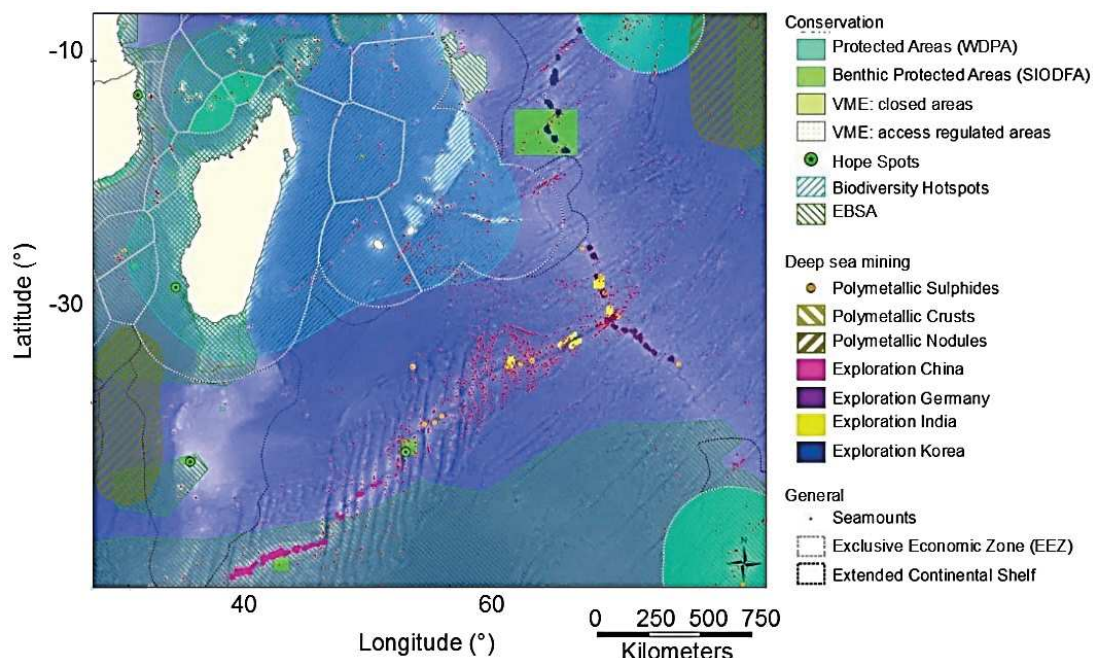 -10
-30
Latitude (°)
40
60
Longitude (°)
0 250 500 750
Kilometers
N
Conservation
Protected Areas (WDPA)
Benthic Protected Areas (SIODFA)
VME: closed areas
VME: access regulated areas
Hope Spots
Biodiversity Hotspots
EBSA
Deep sea mining
Polymetallic Sulphides
Polymetallic Crusts
Polymetallic Nodules
Exploration China
Exploration Germany
Exploration India
Exploration Korea
General
Seamounts
Exclusive Economic Zone (EEZ)
Extended Continental Shelf